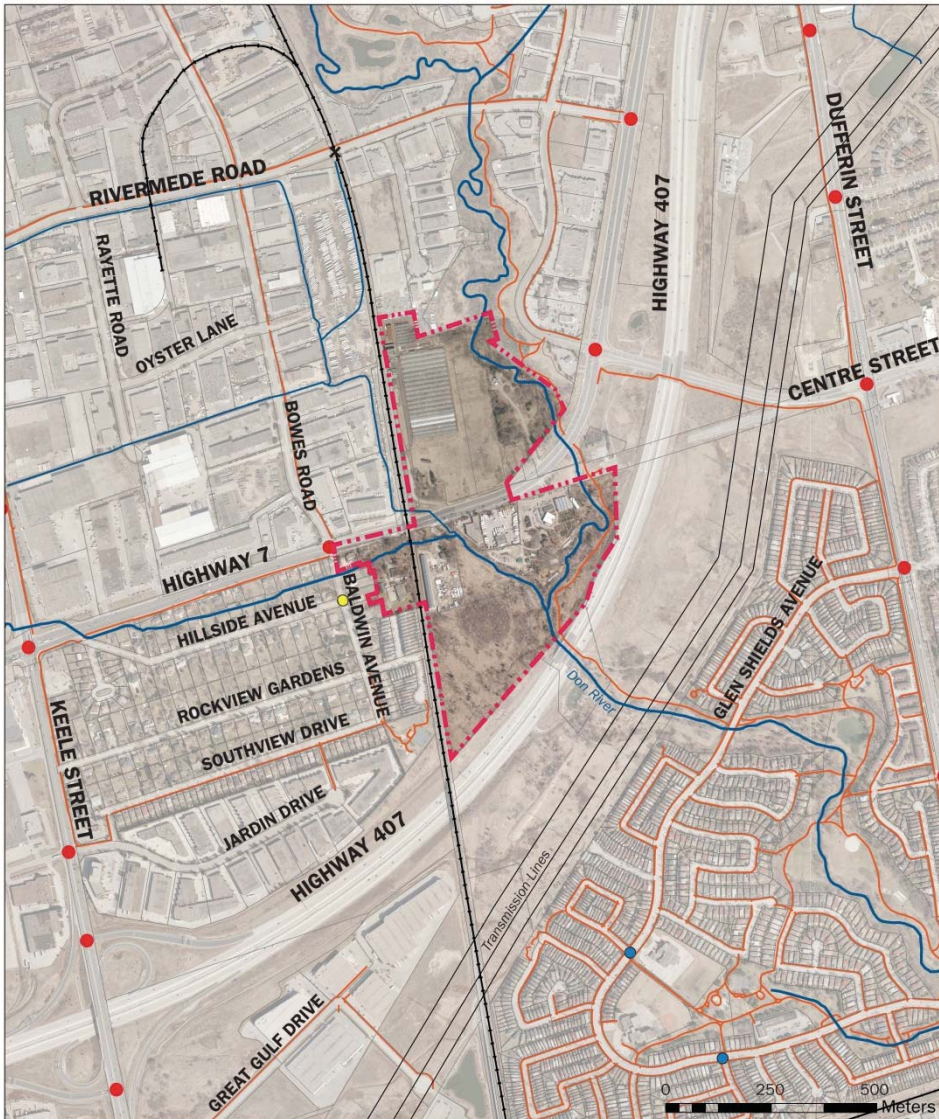 RIVERMEDE ROAD
RAYETTE ROAD
OYSTER LANE
BOWES ROAD
HIGHWAY 407
DUFFERIN STREET
CENTRE STREET
HIGHWAY 7
HILLSIDE AVENUE
BALDWIN AVENUE
ROCKVIEW GARDENS
SOUTHVIEW DRIVE
JARDIN DRIVE
KEELE STREET
HIGHWAY 407
Don River
GLEN SHIELDS AVENUE
Transmission Lines
GREAT GULF DRIVE
0 250 500
Meters